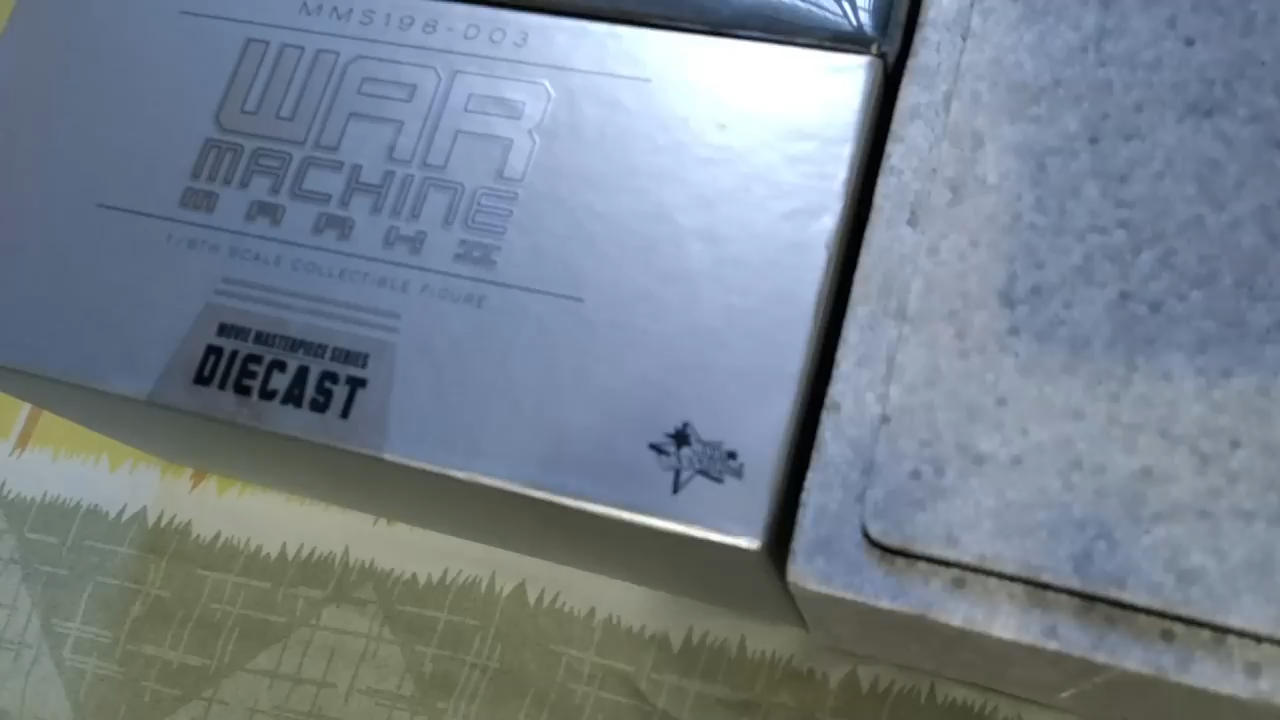 MMS198-D03
WAR
MACHINE
MARK II
1/6TH SCALE COLLECTIBLE FIGURE
MOVIE MASTERPIECE SERIES
DIECAST